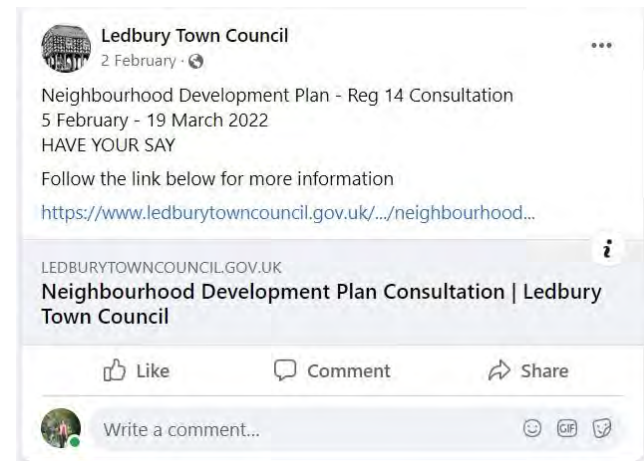 Ledbury Town Council
2 February ·
Neighbourhood Development Plan - Reg 14 Consultation
5 February - 19 March 2022
HAVE YOUR SAY
Follow the link below for more information
https://www.ledburytowncouncil.gov.uk/.../neighbourhood...
i
LEDBURYTOWNCOUNCIL.GOV.UK
Neighbourhood Development Plan Consultation | Ledbury
Town Council
Like Comment Share
Write a comment... GIF